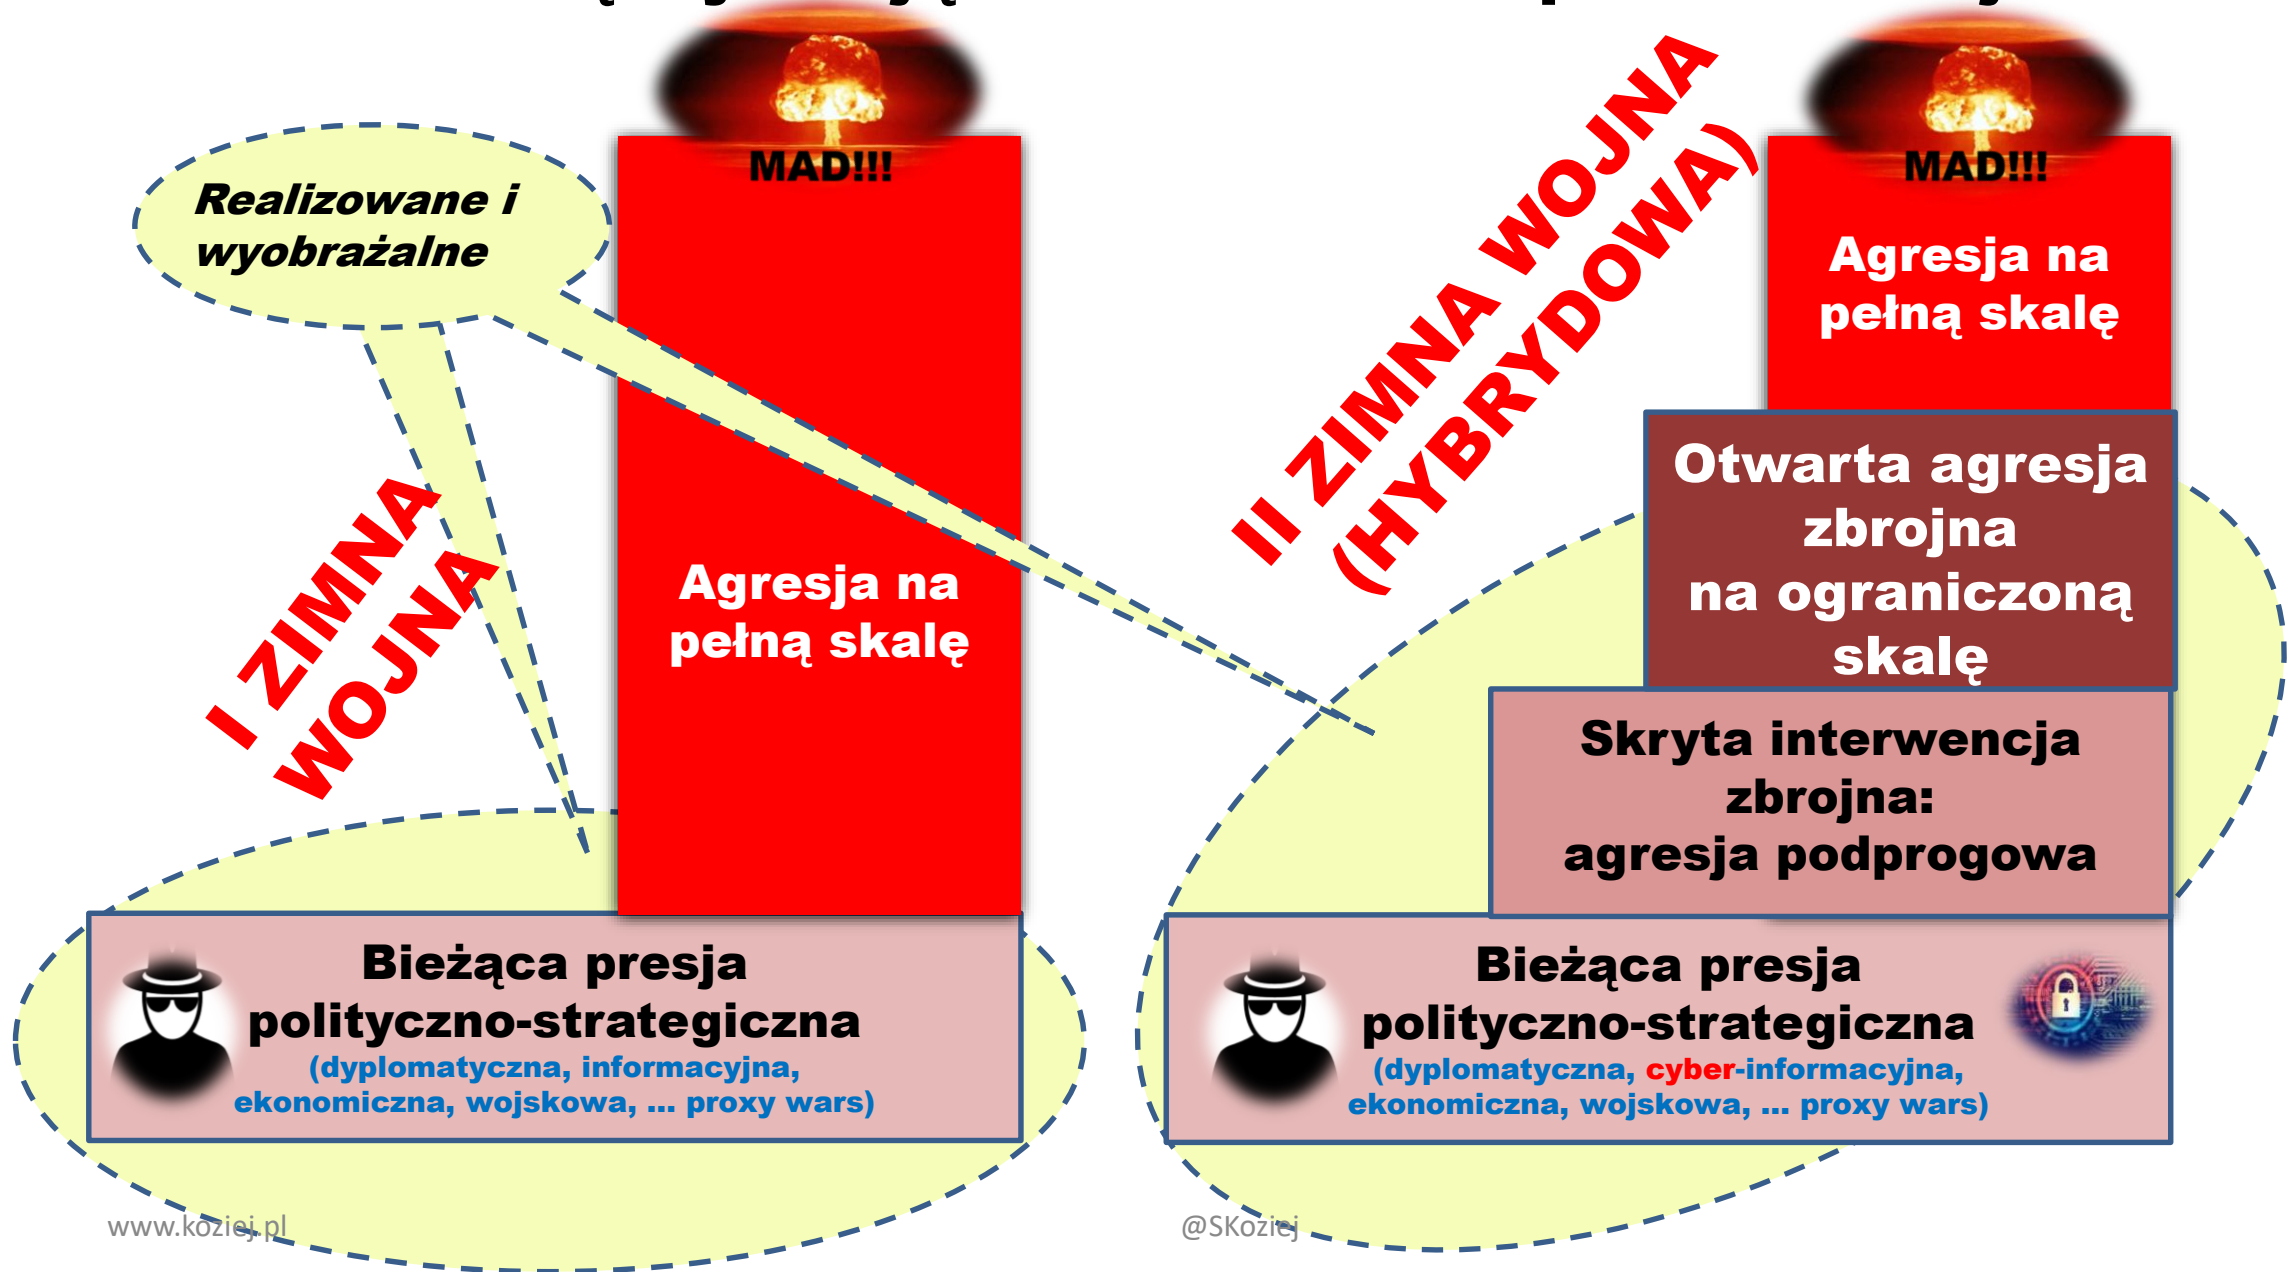 MAD!!!
Realizowane i
wyobrażalne
I ZIMNA
WOJNA
Agresja na
pełną skalę
Bieżąca presja
polityczno-strategiczna
(dyplomatyczna, informacyjna,
ekonomiczna, wojskowa, ... proxy wars)
www.koziej.pl
II ZIMNA WOJNA
(HYBRYDOWA)
MAD!!!
Agresja na
pełną skalę
Otwarta agresja
zbrojna
na ograniczoną
skalę
Skryta interwencja
zbrojna:
agresja podprogowa
Bieżąca presja
polityczno-strategiczna
(dyplomatyczna, cyber-informacyjna,
ekonomiczna, wojskowa, ... proxy wars)
@SKoziej